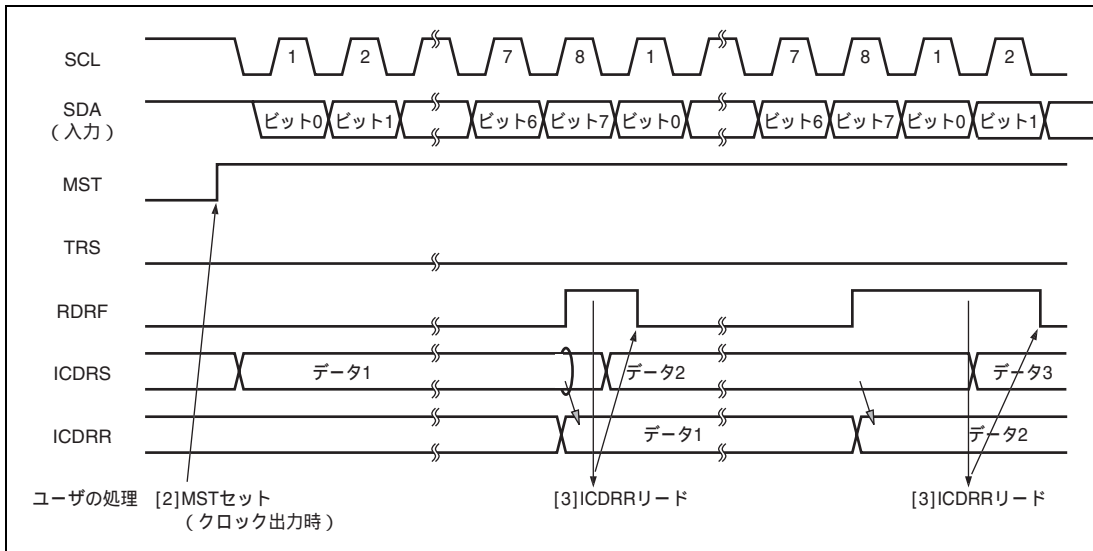 SCL 1 2 7 8 1 7 8 1 2
SDA
（入力） ビット0 ビット1 ビット6 ビット7 ビット0 ビット6 ビット7 ビット0 ビット1
MST
TRS
RDRF
ICDRS データ1 データ2 データ3
ICDRR データ1 データ2
ユーザの処理 [2]MSTセット [3]ICDRRリード [3]ICDRRリード
（クロック出力時）